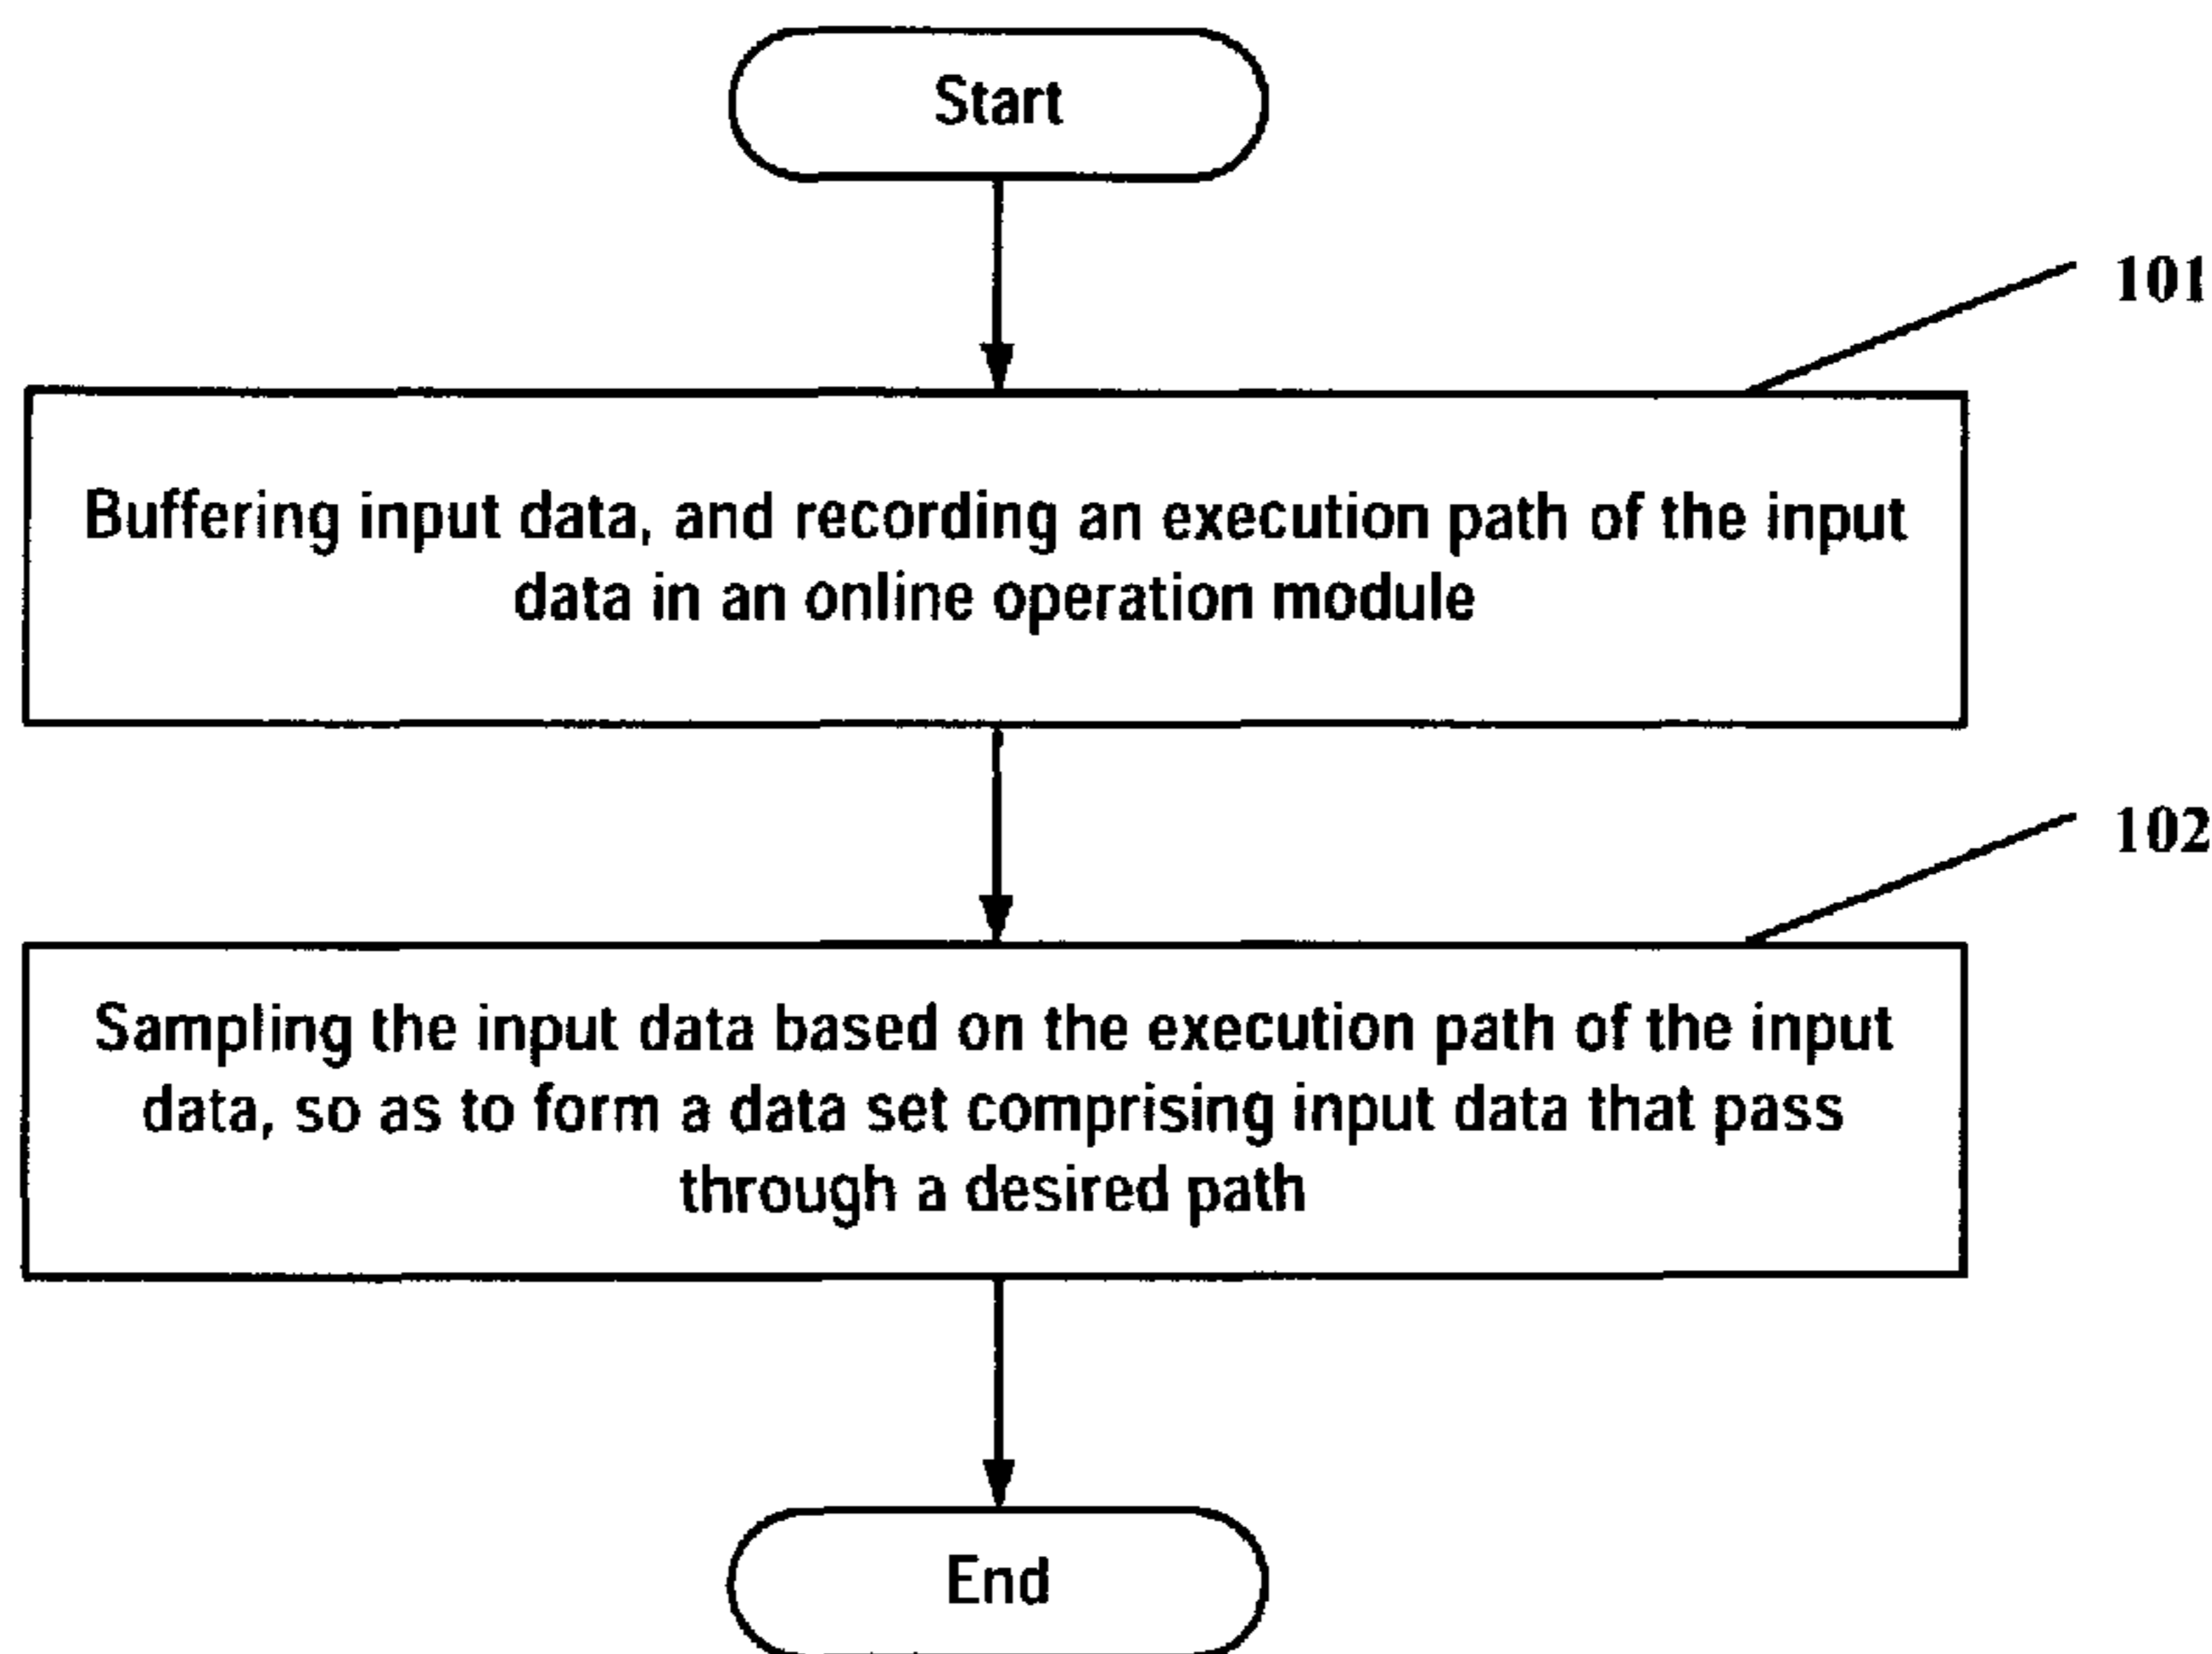 Start
101
Buffering input data, and recording an execution path of the input
data in an online operation module
102
Sampling the input data based on the execution path of the input
data, so as to form a data set comprising input data that pass
through a desired path
End